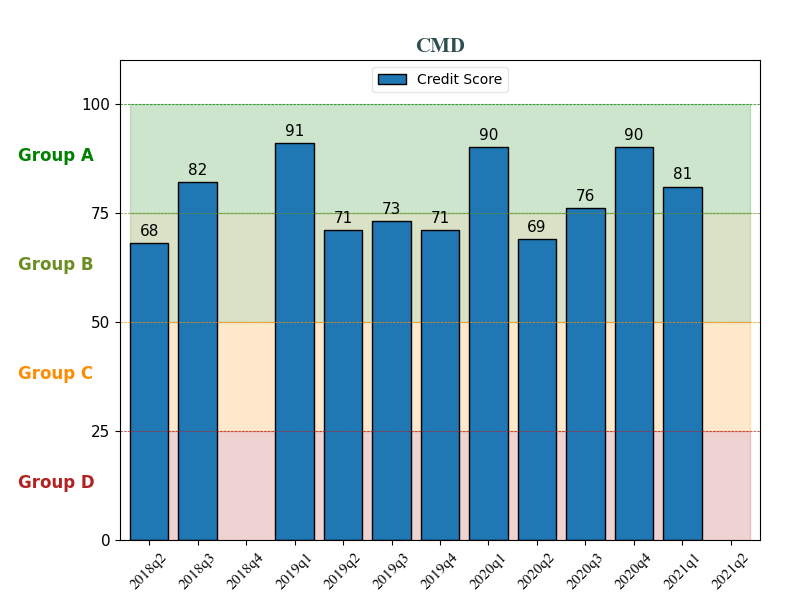 CMD
Credit Score
100
75
50
25
0
Group A
Group B
Group C
Group D
68
82
91
71
73
71
90
69
76
90
81
2018q2
2018q3
2018q4
2019q1
2019q2
2019q3
2019q4
2020q1
2020q2
2020q3
2020q4
2021q1
2021q2